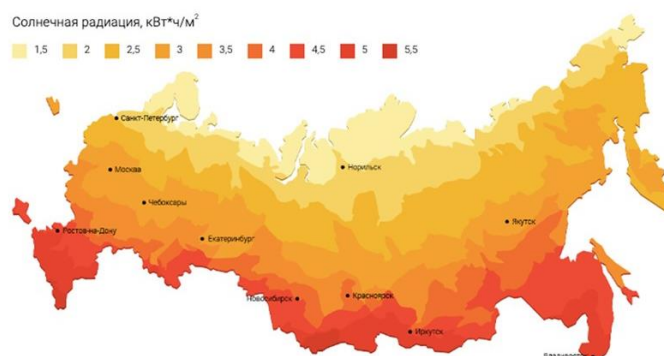 Солнечная радиация, кВт*ч/м²
1,5 2 2,5 3 3,5 4 4,5 5 5,5
Санкт-Петербург
Москва
Норильск
Чебоксары
Якутск
Ростов-на-Дону
Екатеринбург
Новосибирск
Красноярск
Иркутск
Владивосток